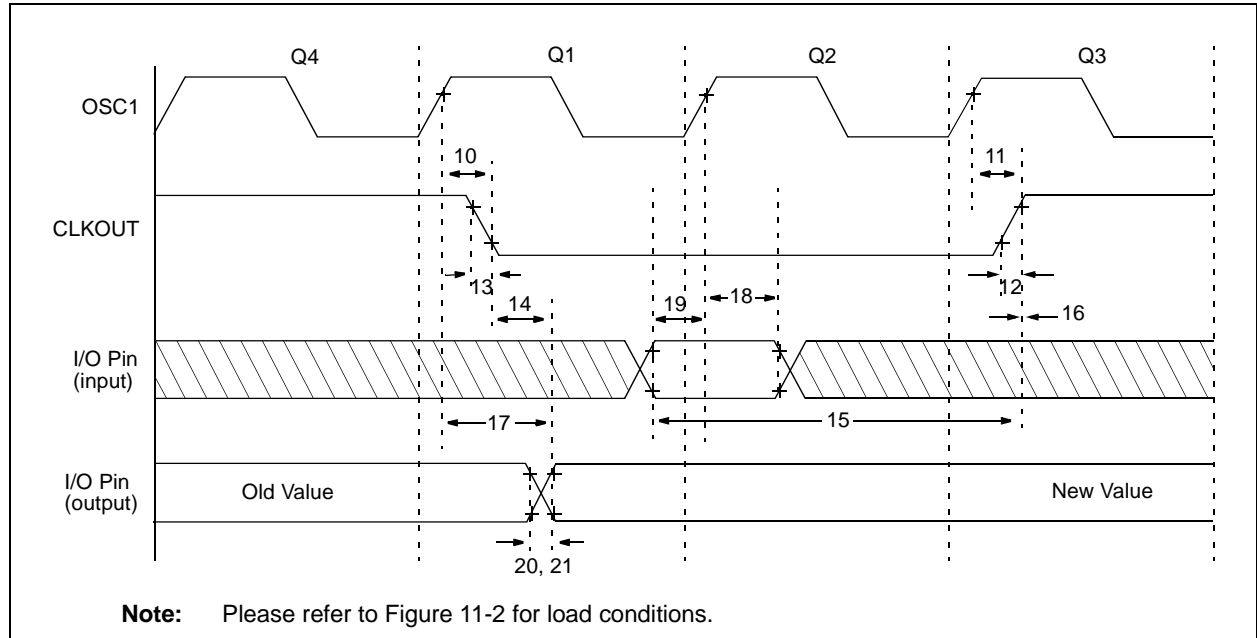 Q4 Q1 Q2 Q3
OSC1
10 11
CLKOUT
13 12
14 19 18 16
I/O Pin
(input)
17 15
I/O Pin
(output)
Old Value New Value
20, 21
Note: Please refer to Figure 11-2 for load conditions.